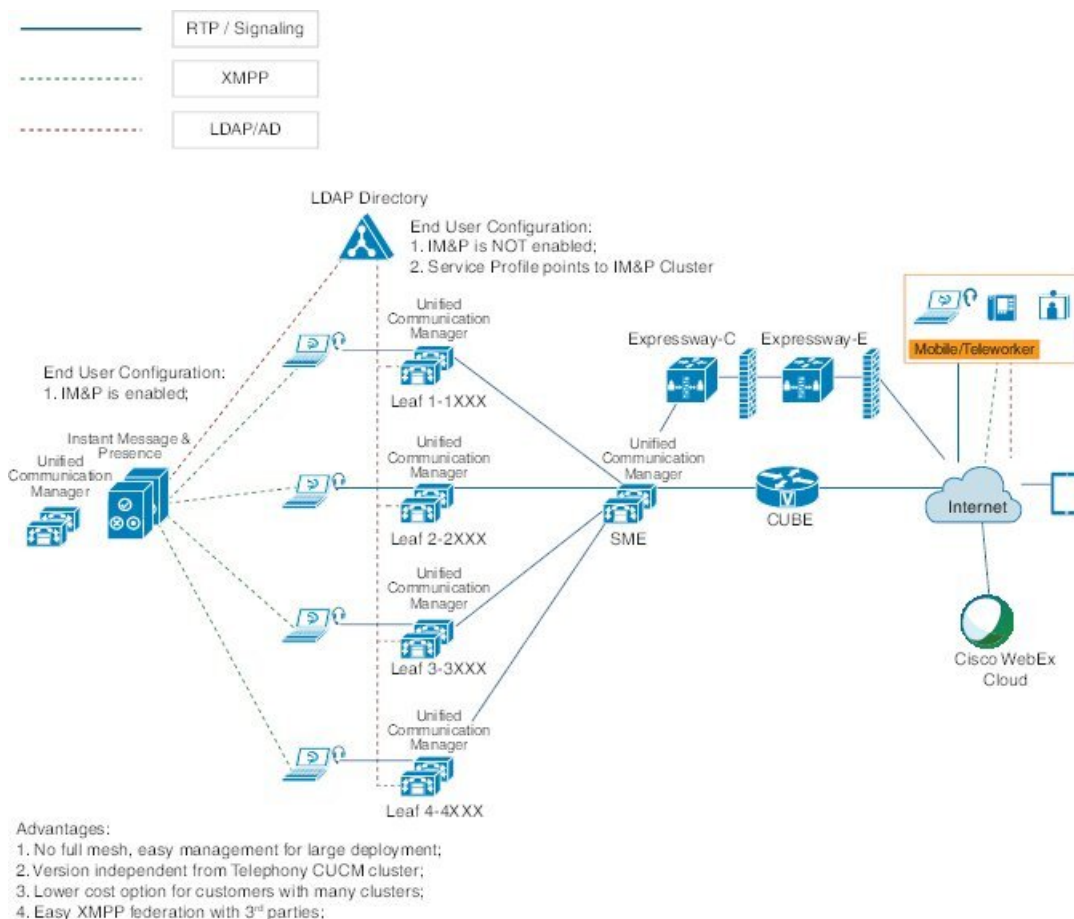 RTP / Signaling
XMPP
LDAP/AD
LDAP Directory
End User Configuration:
1. IM&P is NOT enabled;
2. Service Profile points to IM&P Cluster
Unified
Communication
Manager
Leaf 1-1XXX
End User Configuration:
1. IM&P is enabled;
Instant Message &
Presence
Unified
Communication
Manager
Unified
Communication
Manager
Leaf 2-2XXX
Unified
Communication
Manager
Leaf 3-3XXX
Unified
Communication
Manager
Leaf 4-4XXX
Expressway-C
Expressway-E
Mobile/Teleworker
Unified
Communication
Manager
SME
V
CUBE
Internet
Cisco WebEx
Cloud
Advantages:
1. No full mesh, easy management for large deployment;
2. Version independent from Telephony CUCM cluster;
3. Lower cost option for customers with many clusters;
4. Easy XMPP federation with 3rd parties;